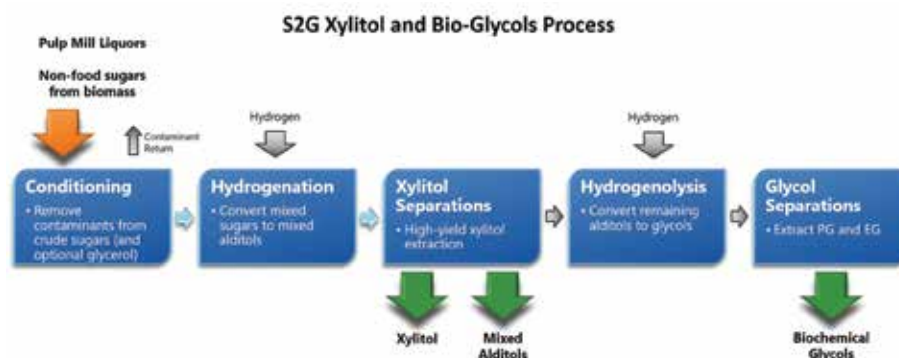 S2G Xylitol and Bio-Glycols Process
Pulp Mill Liquors
Non-food sugars
from biomass
Contaminant
Return
Hydrogen
Hydrogen
Conditioning
• Remove
contaminants from
crude sugars (and
optional glycerol)
Hydrogenation
• Convert mixed
sugars to mixed
alditols
Xylitol
Separations
• High-yield xylitol
extraction
Hydrogenolysis
• Convert remaining
alditols to glycols
Glycol
Separations
• Extract PG and EG
Xylitol
Mixed
Alditols
Biochemical
Glycols